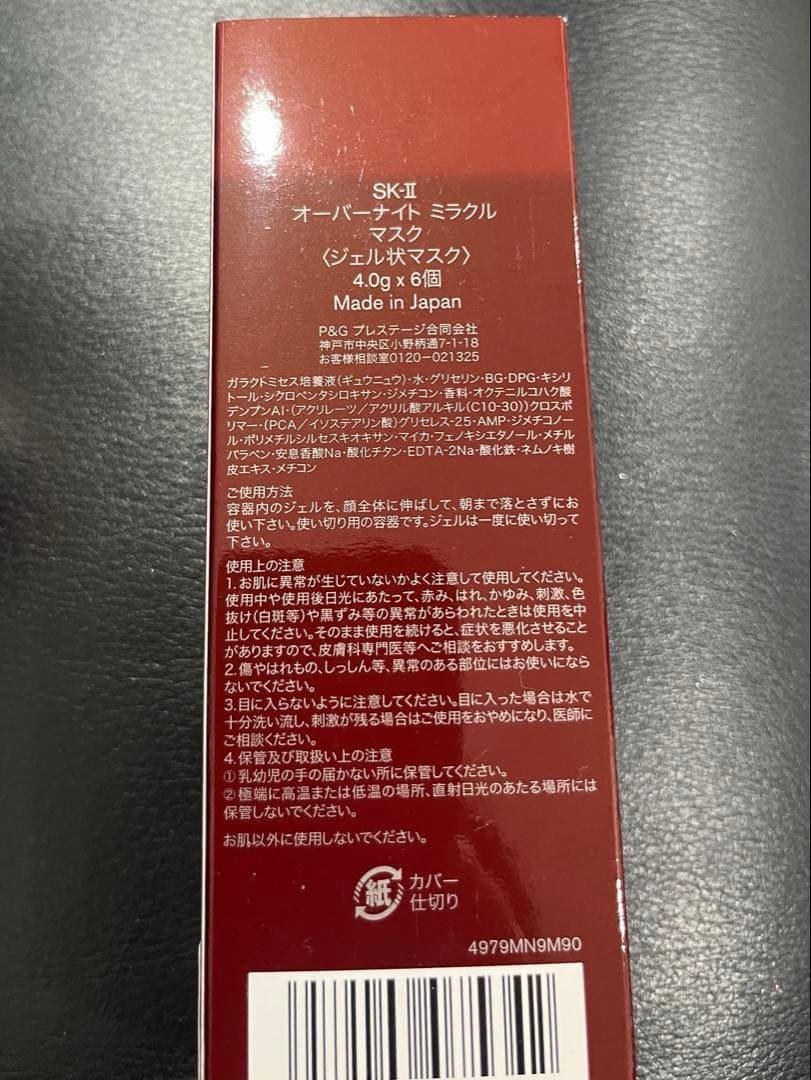 SK-II
オーバーナイト ミラクル
マスク
〈ジェル状マスク〉
4.0g x 6個
Made in Japan
P&G プレステージ合同会社
神戸市中央区小野柄通7-1-18
お客様相談室0120-021325
ガラクトミセス培養液(ギュウニュウ)・水・グリセリン・BG・DPG・キシリ
トール・シクロペンタシロキサン・ジメチコン・香料・オクテニルコハク酸
デンプンAl・(アクリレーツ/アクリル酸アルキル(C10-30))クロスポ
リマー・(PCA/イソステアリン酸)グリセレス-25・AMP・ジメチコノー
ル・ポリメチルシルセスキオキサン・マイカ・フェノキシエタノール・メチル
パラベン・安息香酸Na・酸化チタン・EDTA-2Na・酸化鉄・ネムノキ樹
皮エキス・メチコン
ご使用方法
容器内のジェルを、顔全体に伸ばして、朝まで落とさずにお
使い下さい。使い切り用の容器です。ジェルは一度に使い切って
下さい。
使用上の注意
1.お肌に異常が生じていないかよく注意して使用してください。
使用中や使用後日光にあたって、赤み、はれ、かゆみ、刺激、色
抜け(白斑等)や黒ずみ等の異常があらわれたときは使用を中
止してください。そのまま使用を続けると、症状を悪化させること
がありますので、皮膚科専門医等へご相談をおすすめします。
2.傷やはれもの、しっしん等、異常のある部位にはお使いになら
ないでください。
3.目に入らないように注意してください。目に入った場合は水で
十分洗い流し、刺激が残る場合はご使用をおやめになり、医師に
ご相談ください。
4.保管及び取扱い上の注意
①乳幼児の手の届かない所に保管してください。
②極端に高温または低温の場所、直射日光のあたる場所には
保管しないでください。
お肌以外に使用しないでください。
紙 カバー
仕切り
4979MN9M90